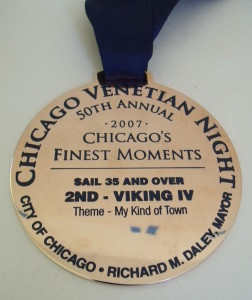 CHICAGO VENETIAN NIGHT
50TH ANNUAL
· 2007 ·
CHICAGO'S
FINEST MOMENTS
SAIL 35 AND OVER
2ND - VIKING IV
Theme - My Kind of Town
CITY OF CHICAGO • RICHARD M. DALEY, MAYOR